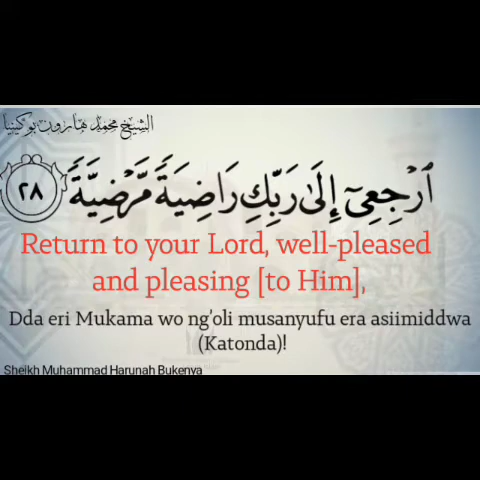 الشيخ محمد هارون بوكينيا
ٱرْجِعِىٓ إِلَىٰ رَبِّكِ رَاضِيَةً مَّرْضِيَّةً ٢٨
Return to your Lord, well-pleased
and pleasing [to Him],
Dda eri Mukama wo ng'oli musanyufu era asiimiddwa
(Katonda)!
Sheikh Muhammad Harunah Bukenya